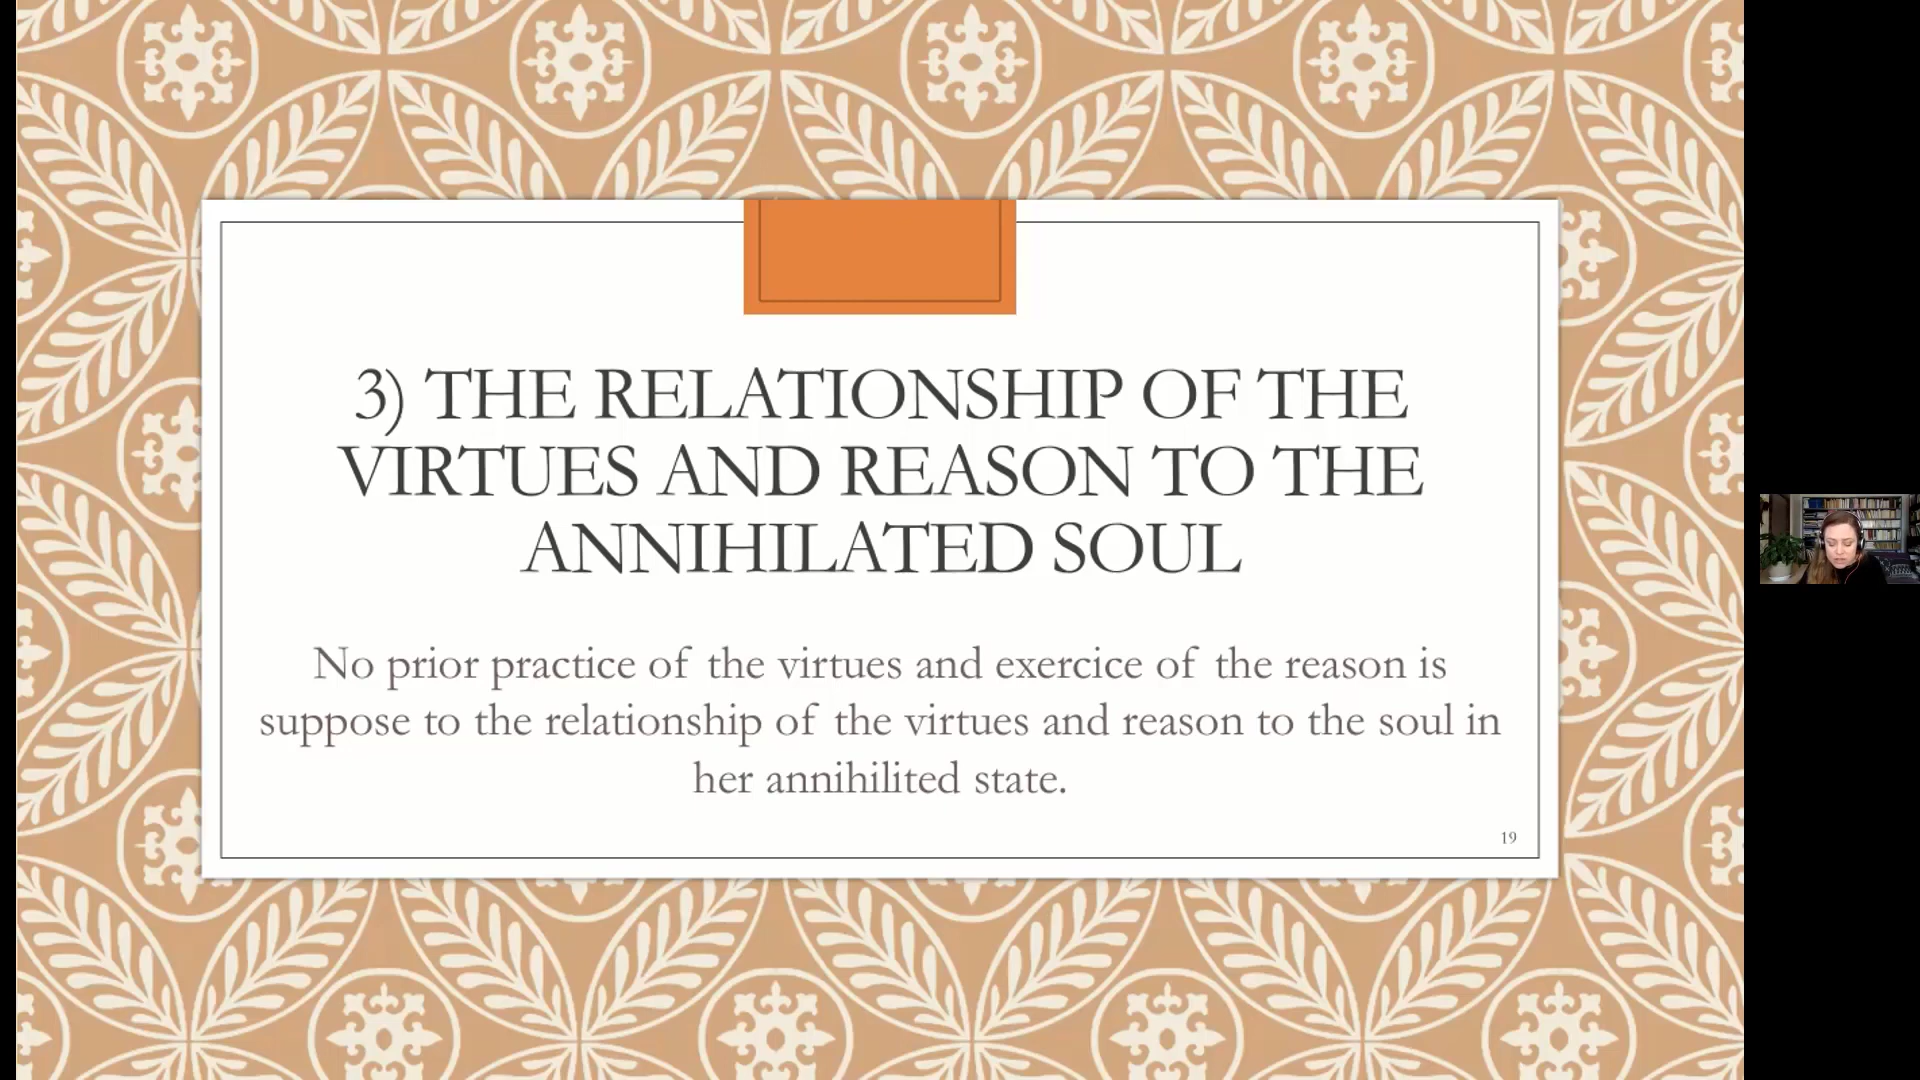 3) THE RELATIONSHIP OF THE
VIRTUES AND REASON TO THE
ANNIHILATED SOUL
No prior practice of the virtues and exercice of the reason is
suppose to the relationship of the virtues and reason to the soul in
her annihilited state.
19